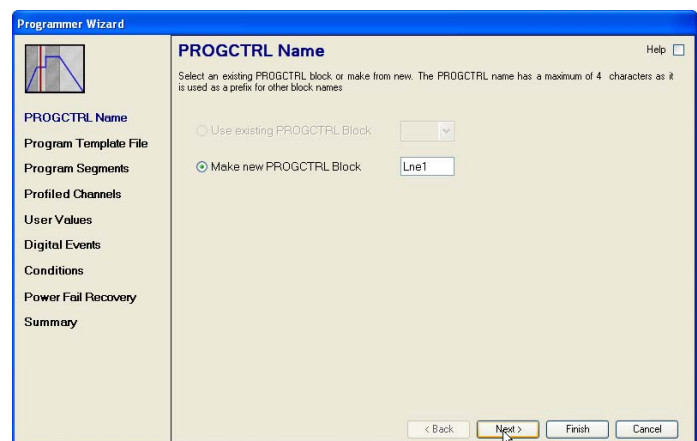 Programmer Wizard
PROGCTRL Name
Help
Select an existing PROGCTRL block or make from new. The PROGCTRL name has a maximum of 4 characters as it
is used as a prefix for other block names
PROGCTRL Name
Program Template File
Program Segments
Profiled Channels
User Values
Digital Events
Conditions
Power Fail Recovery
Summary
Use existing PROGCTRL Block
Make new PROGCTRL Block
Lne1
< Back
Next >
Finish
Cancel